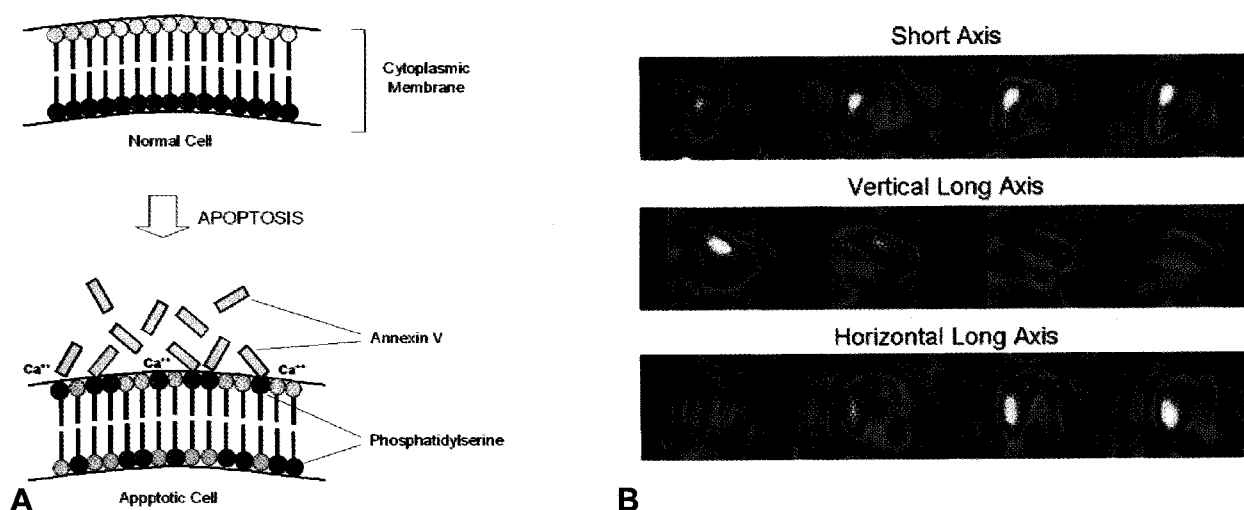 Cytoplasmic
Membrane
Normal Cell
APOPTOSIS
Annexin V
Ca++
Ca++
Ca++
Phosphatidylserine
Appptotic Cell
A
Short Axis
Vertical Long Axis
Horizontal Long Axis
B